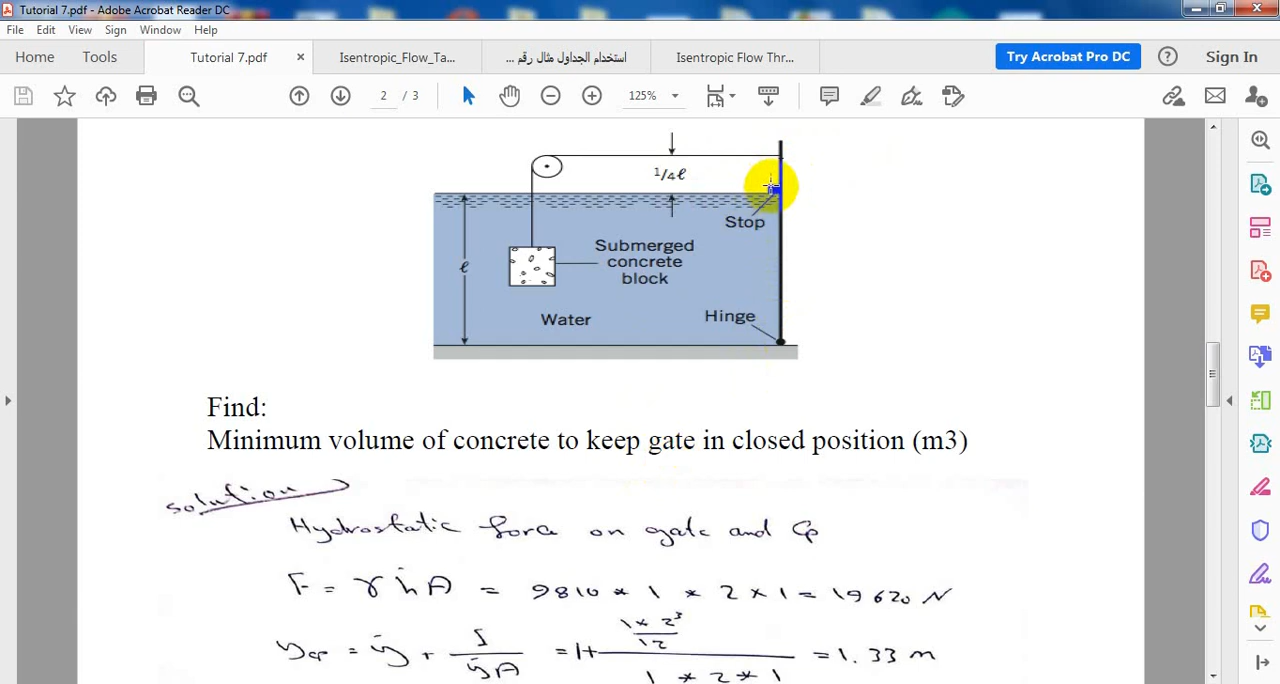 Tutorial 7.pdf - Adobe Acrobat Reader DC
File Edit View Sign Window Help
Home Tools Tutorial 7.pdf × Isentropic_Flow_Ta... استخدام الجداول مثال رقم ... Isentropic Flow Thr... Try Acrobat Pro DC Sign In
2 / 3 125%
1/4ℓ
Stop
Submerged
concrete
block
ℓ
Water
Hinge
Find:
Minimum volume of concrete to keep gate in closed position (m3)
Solution
Hydrostatic force on gate and Cp
F = γ h̄ A = 9810 * 1 * 2 * 1 = 19620 N
ycp = ȳ + I / ȳA = 1 + (1 * 2³ / 12) / 1 * 2 * 1 = 1.33 m